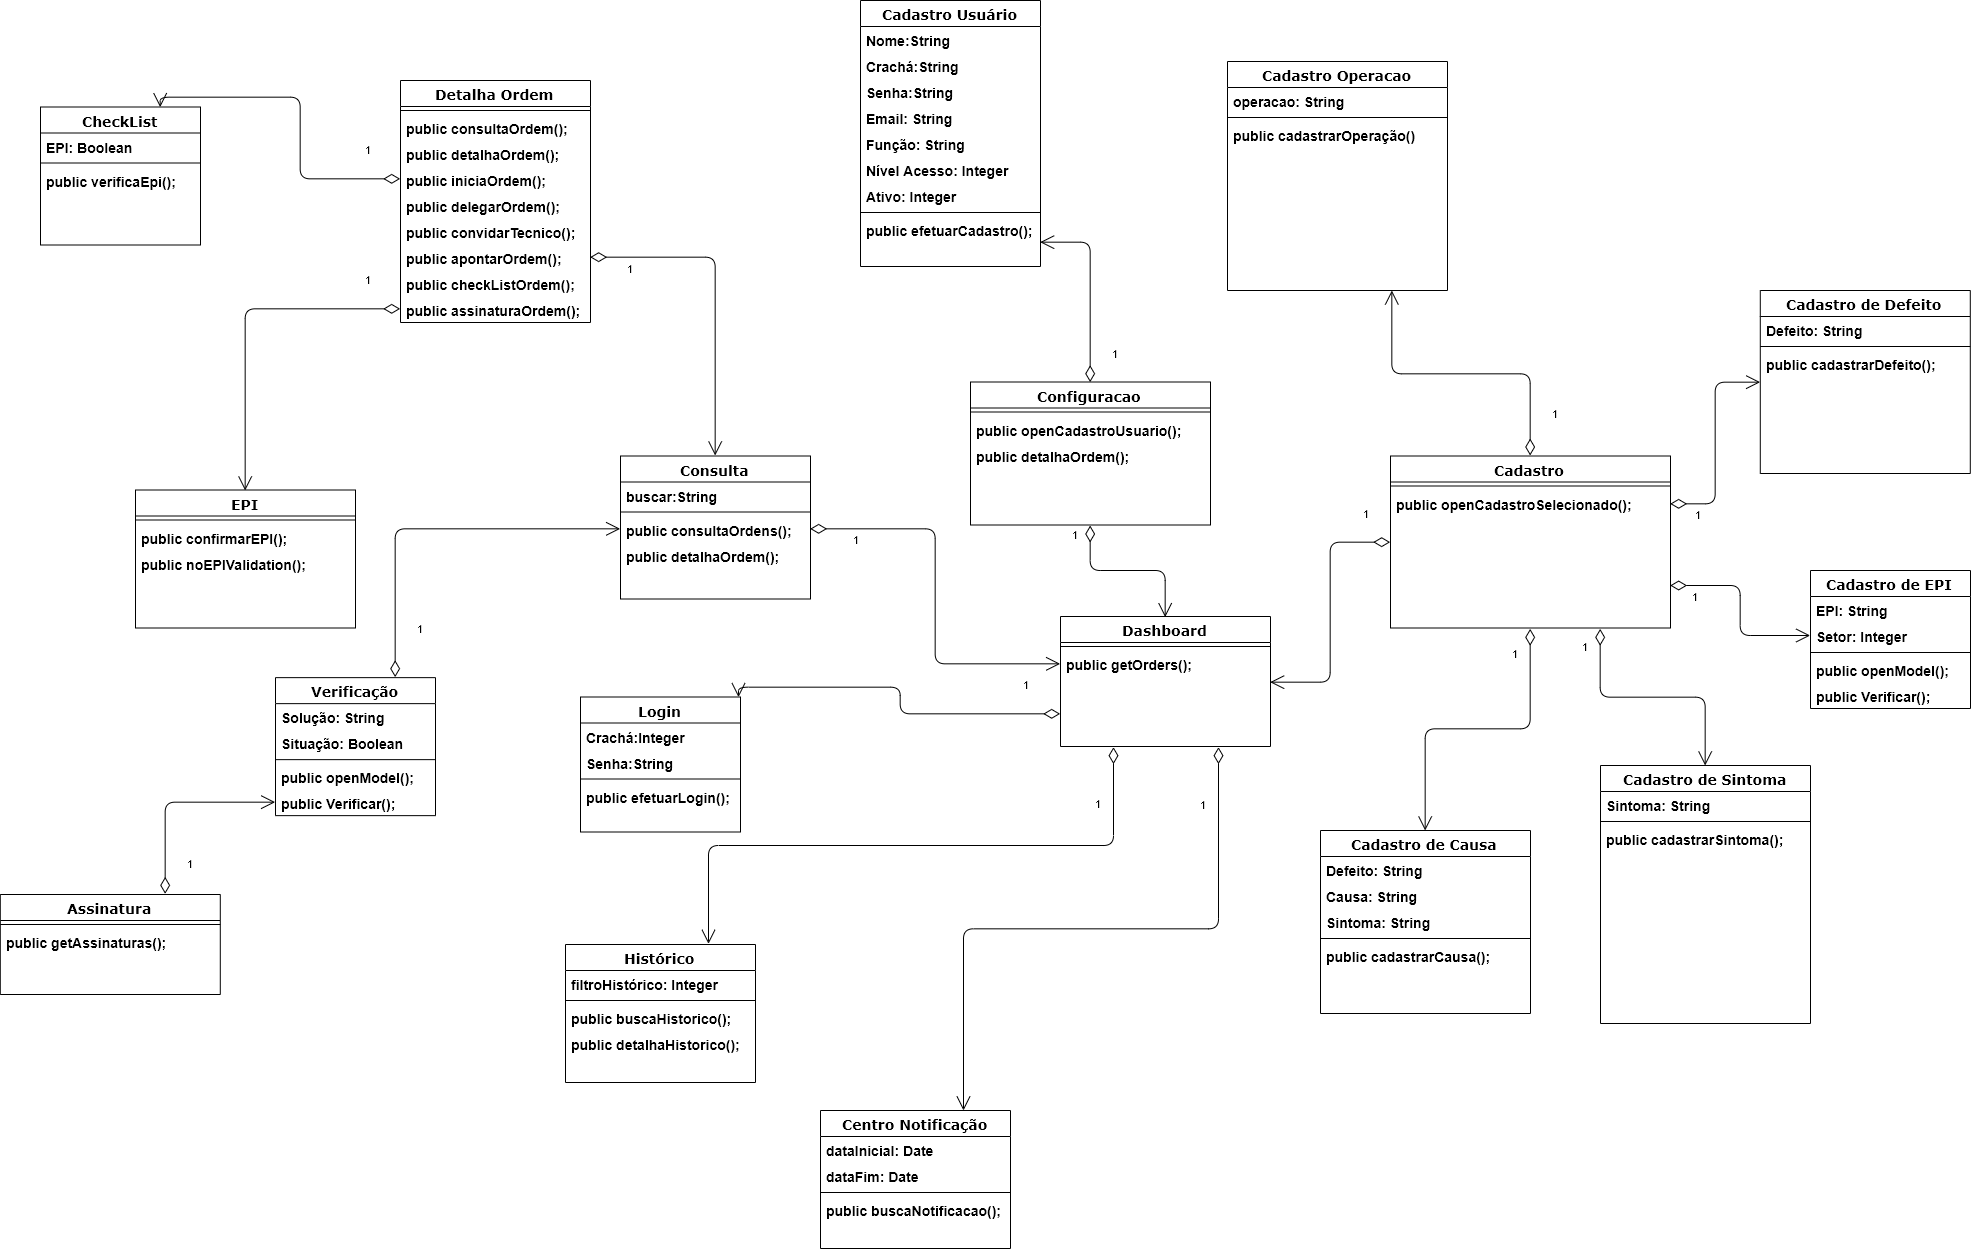 Cadastro Usuário
Nome:String
Crachá:String
Senha:String
Email: String
Função: String
Nível Acesso: Integer
Ativo: Integer
public efetuarCadastro();
Cadastro Operacao
operacao: String
public cadastrarOperação()
Detalha Ordem
public consultaOrdem();
public detalhaOrdem();
public iniciaOrdem();
public delegarOrdem();
public convidarTecnico();
public apontarOrdem();
public checkListOrdem();
public assinaturaOrdem();
CheckList
EPI: Boolean
public verificaEpi();
1
1
1
1
1
Cadastro de Defeito
Defeito: String
public cadastrarDefeito();
Configuracao
public openCadastroUsuario();
public detalhaOrdem();
1
Cadastro
public openCadastroSelecionado();
1
1
1
1
1
Consulta
buscar:String
public consultaOrdens();
public detalhaOrdem();
1
EPI
public confirmarEPI();
public noEPIValidation();
Cadastro de EPI
EPI: String
Setor: Integer
public openModel();
public Verificar();
Dashboard
public getOrders();
1
1
1
Verificação
Solução: String
Situação: Boolean
public openModel();
public Verificar();
1
Login
Crachá:Integer
Senha:String
public efetuarLogin();
Cadastro de Sintoma
Sintoma: String
public cadastrarSintoma();
Cadastro de Causa
Defeito: String
Causa: String
Sintoma: String
public cadastrarCausa();
1
Assinatura
public getAssinaturas();
Histórico
filtroHistórico: Integer
public buscaHistorico();
public detalhaHistorico();
Centro Notificação
dataInicial: Date
dataFim: Date
public buscaNotificacao();